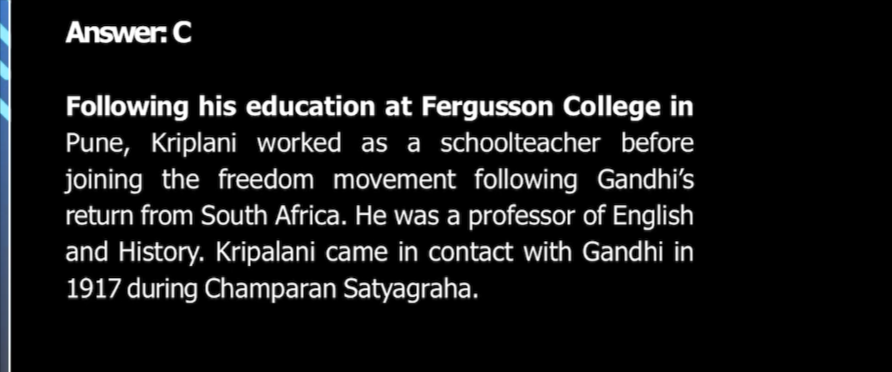 Answer: C
Following his education at Fergusson College in
Pune, Kriplani worked as a schoolteacher before
joining the freedom movement following Gandhi's
return from South Africa. He was a professor of English
and History. Kripalani came in contact with Gandhi in
1917 during Champaran Satyagraha.